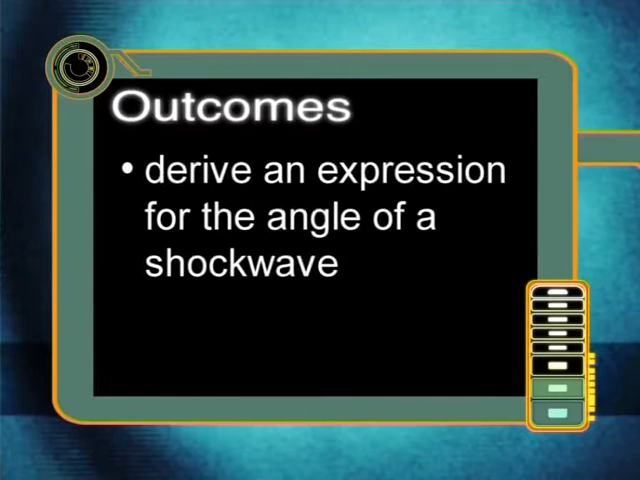 Outcomes
• derive an expression
for the angle of a
shockwave